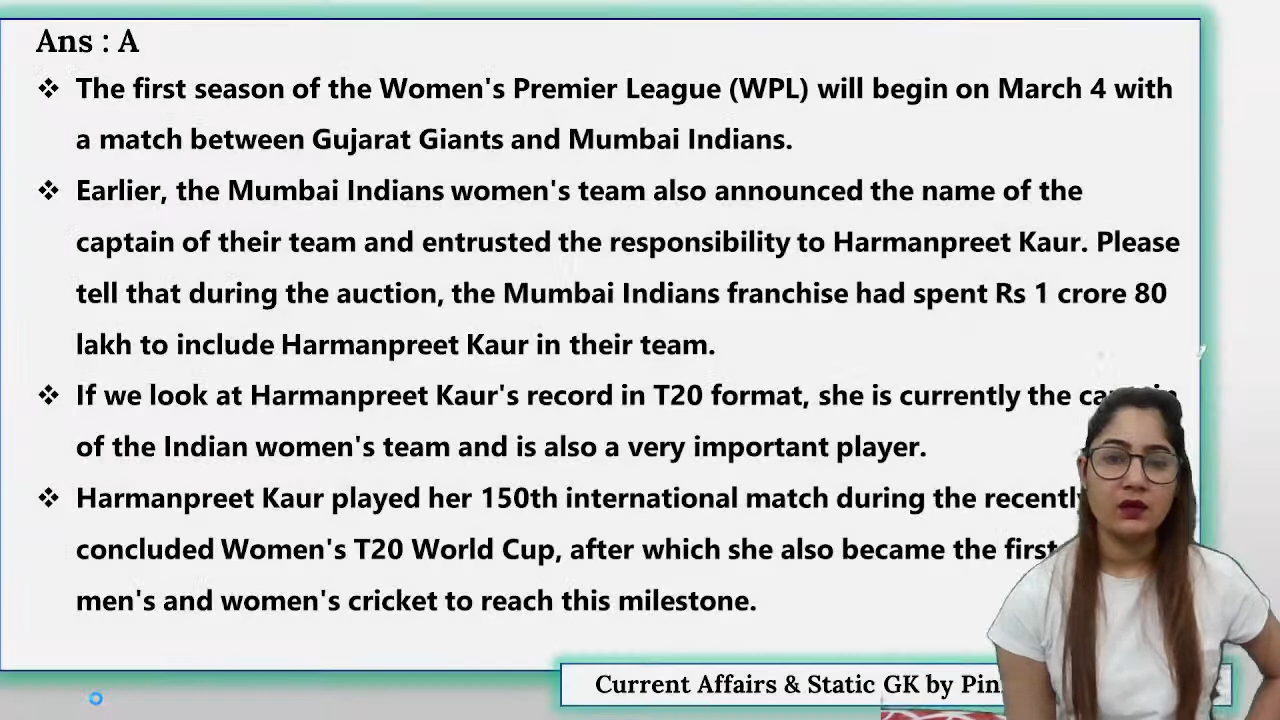 Ans : A
❖ The first season of the Women's Premier League (WPL) will begin on March 4 with
a match between Gujarat Giants and Mumbai Indians.
❖ Earlier, the Mumbai Indians women's team also announced the name of the
captain of their team and entrusted the responsibility to Harmanpreet Kaur. Please
tell that during the auction, the Mumbai Indians franchise had spent Rs 1 crore 80
lakh to include Harmanpreet Kaur in their team.
❖ If we look at Harmanpreet Kaur's record in T20 format, she is currently the
of the Indian women's team and is also a very important player.
❖ Harmanpreet Kaur played her 150th international match during the recently
concluded Women's T20 World Cup, after which she also became the first
men's and women's cricket to reach this milestone.
Current Affairs & Static GK by